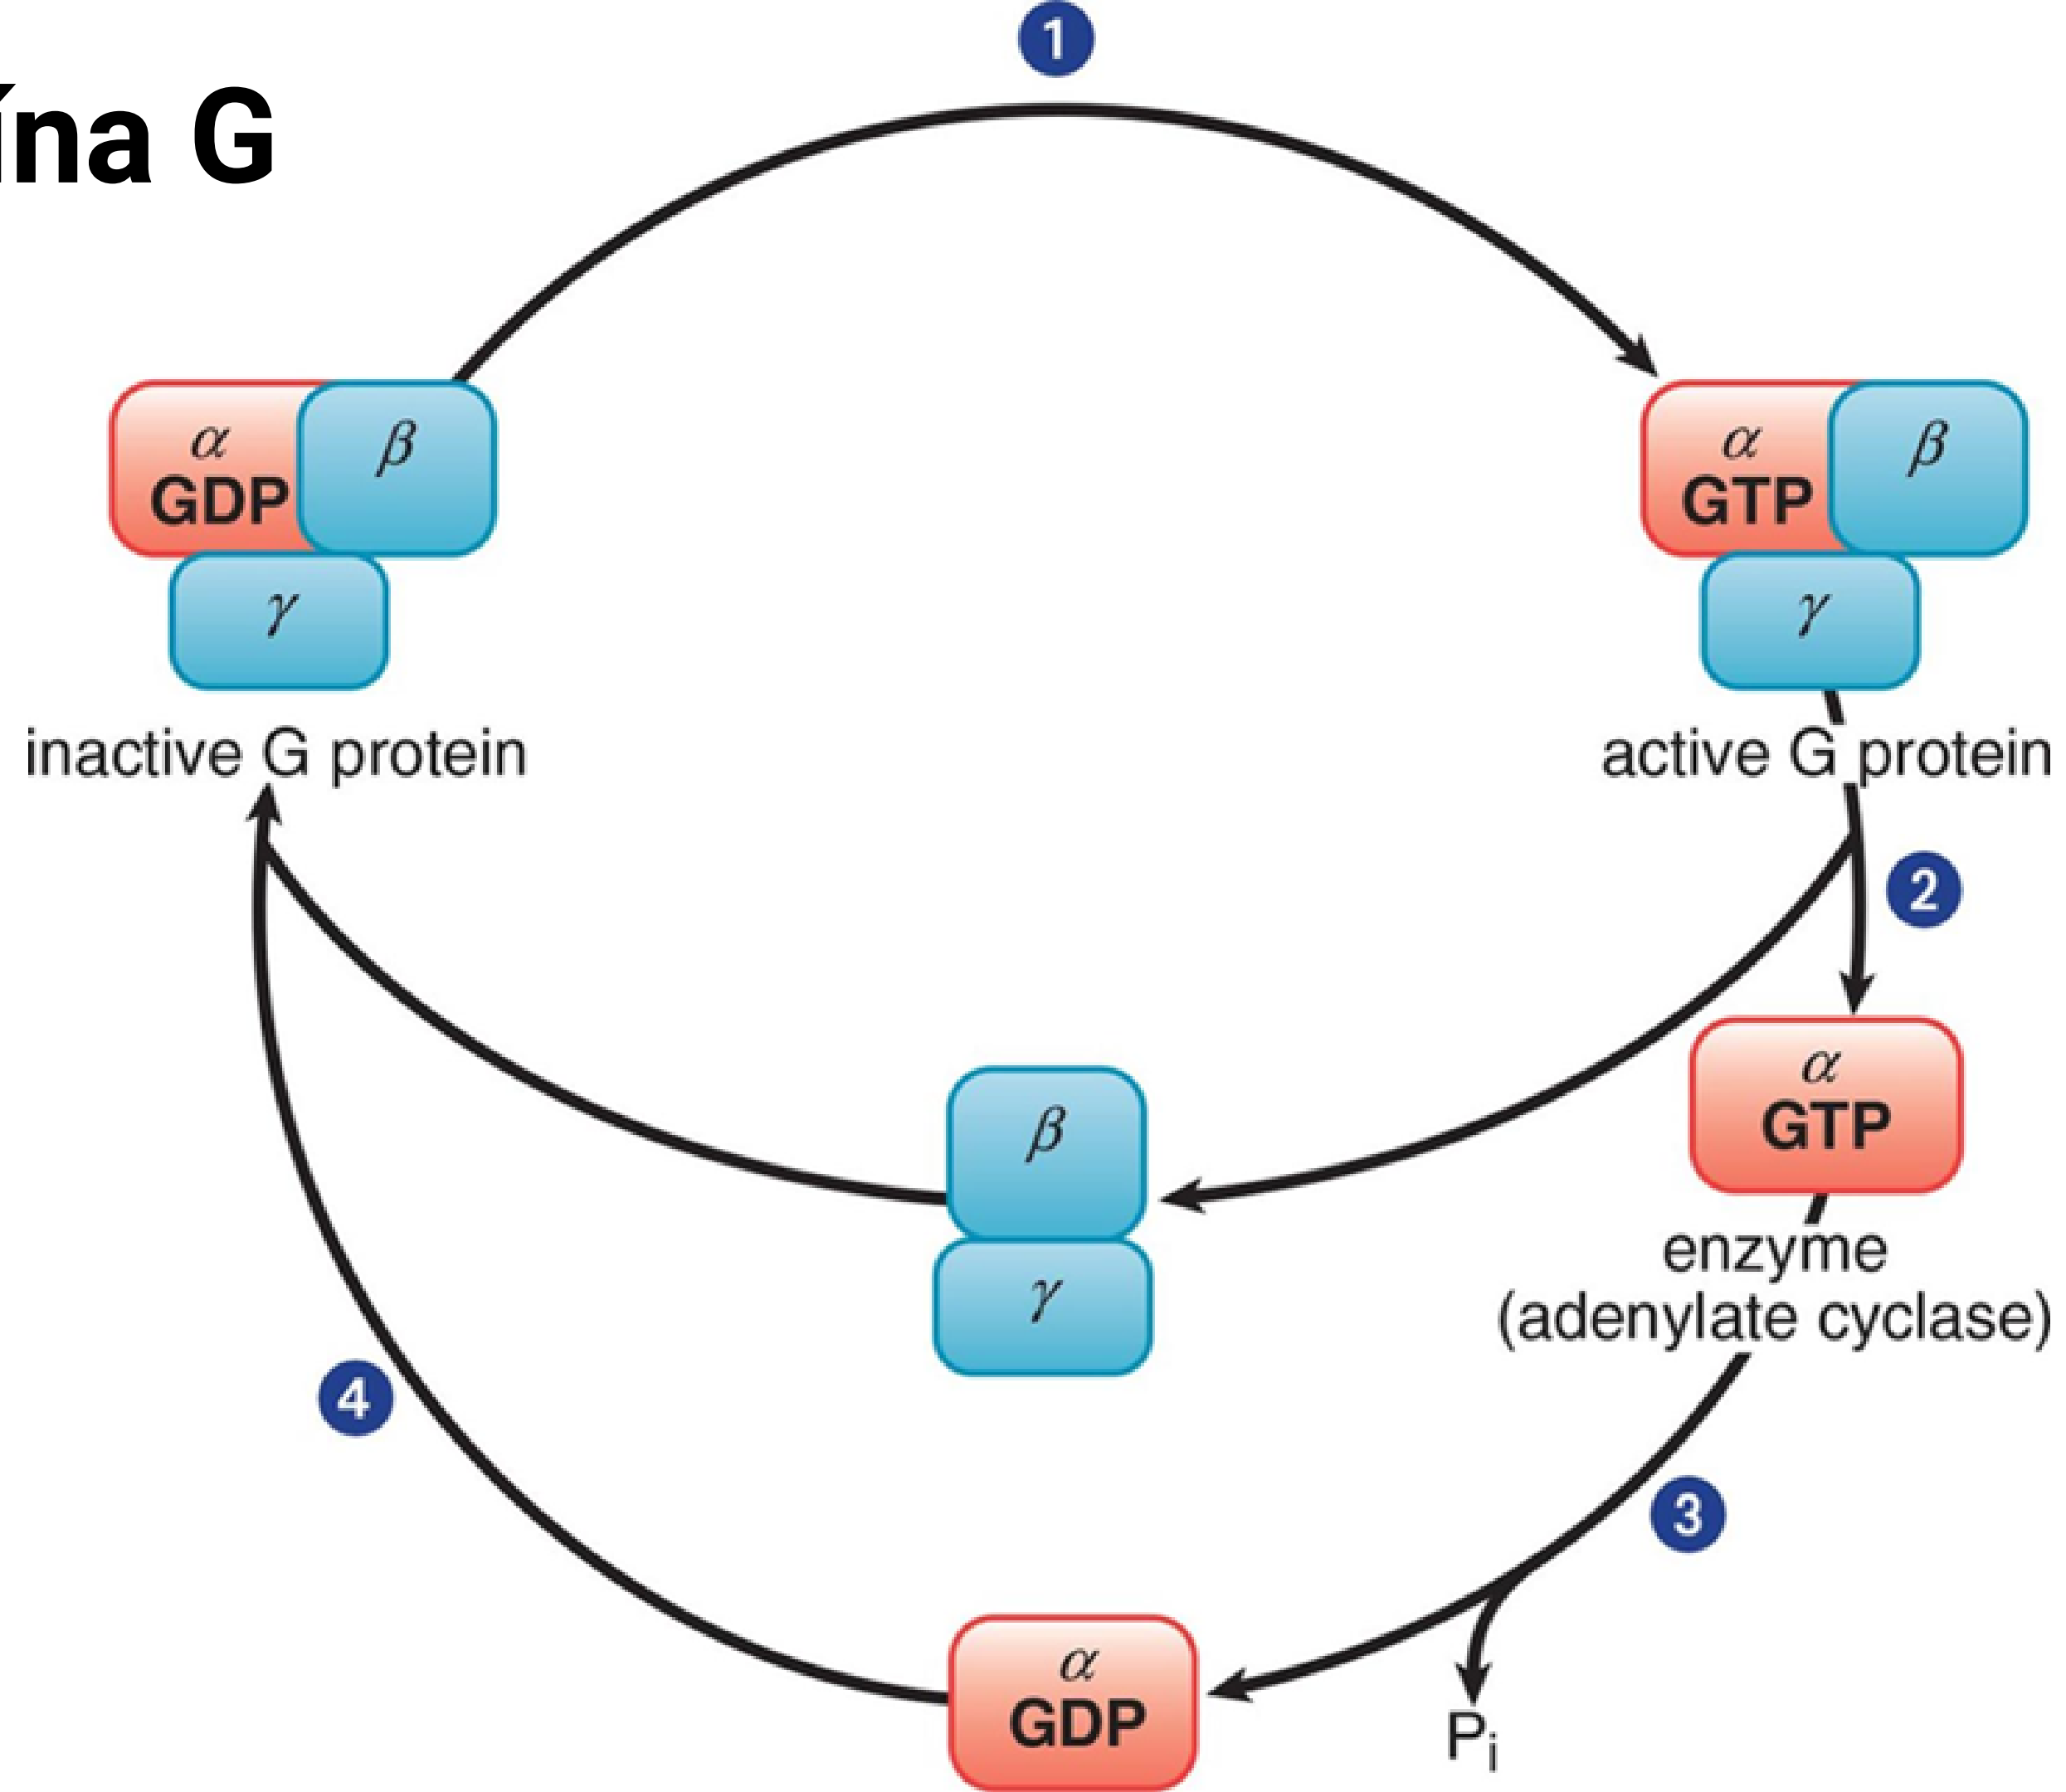 1
ína G
α
GDP
β
γ
inactive G protein
α
GTP
β
γ
active G protein
2
α
GTP
enzyme
(adenylate cyclase)
β
γ
4
3
α
GDP
Pi